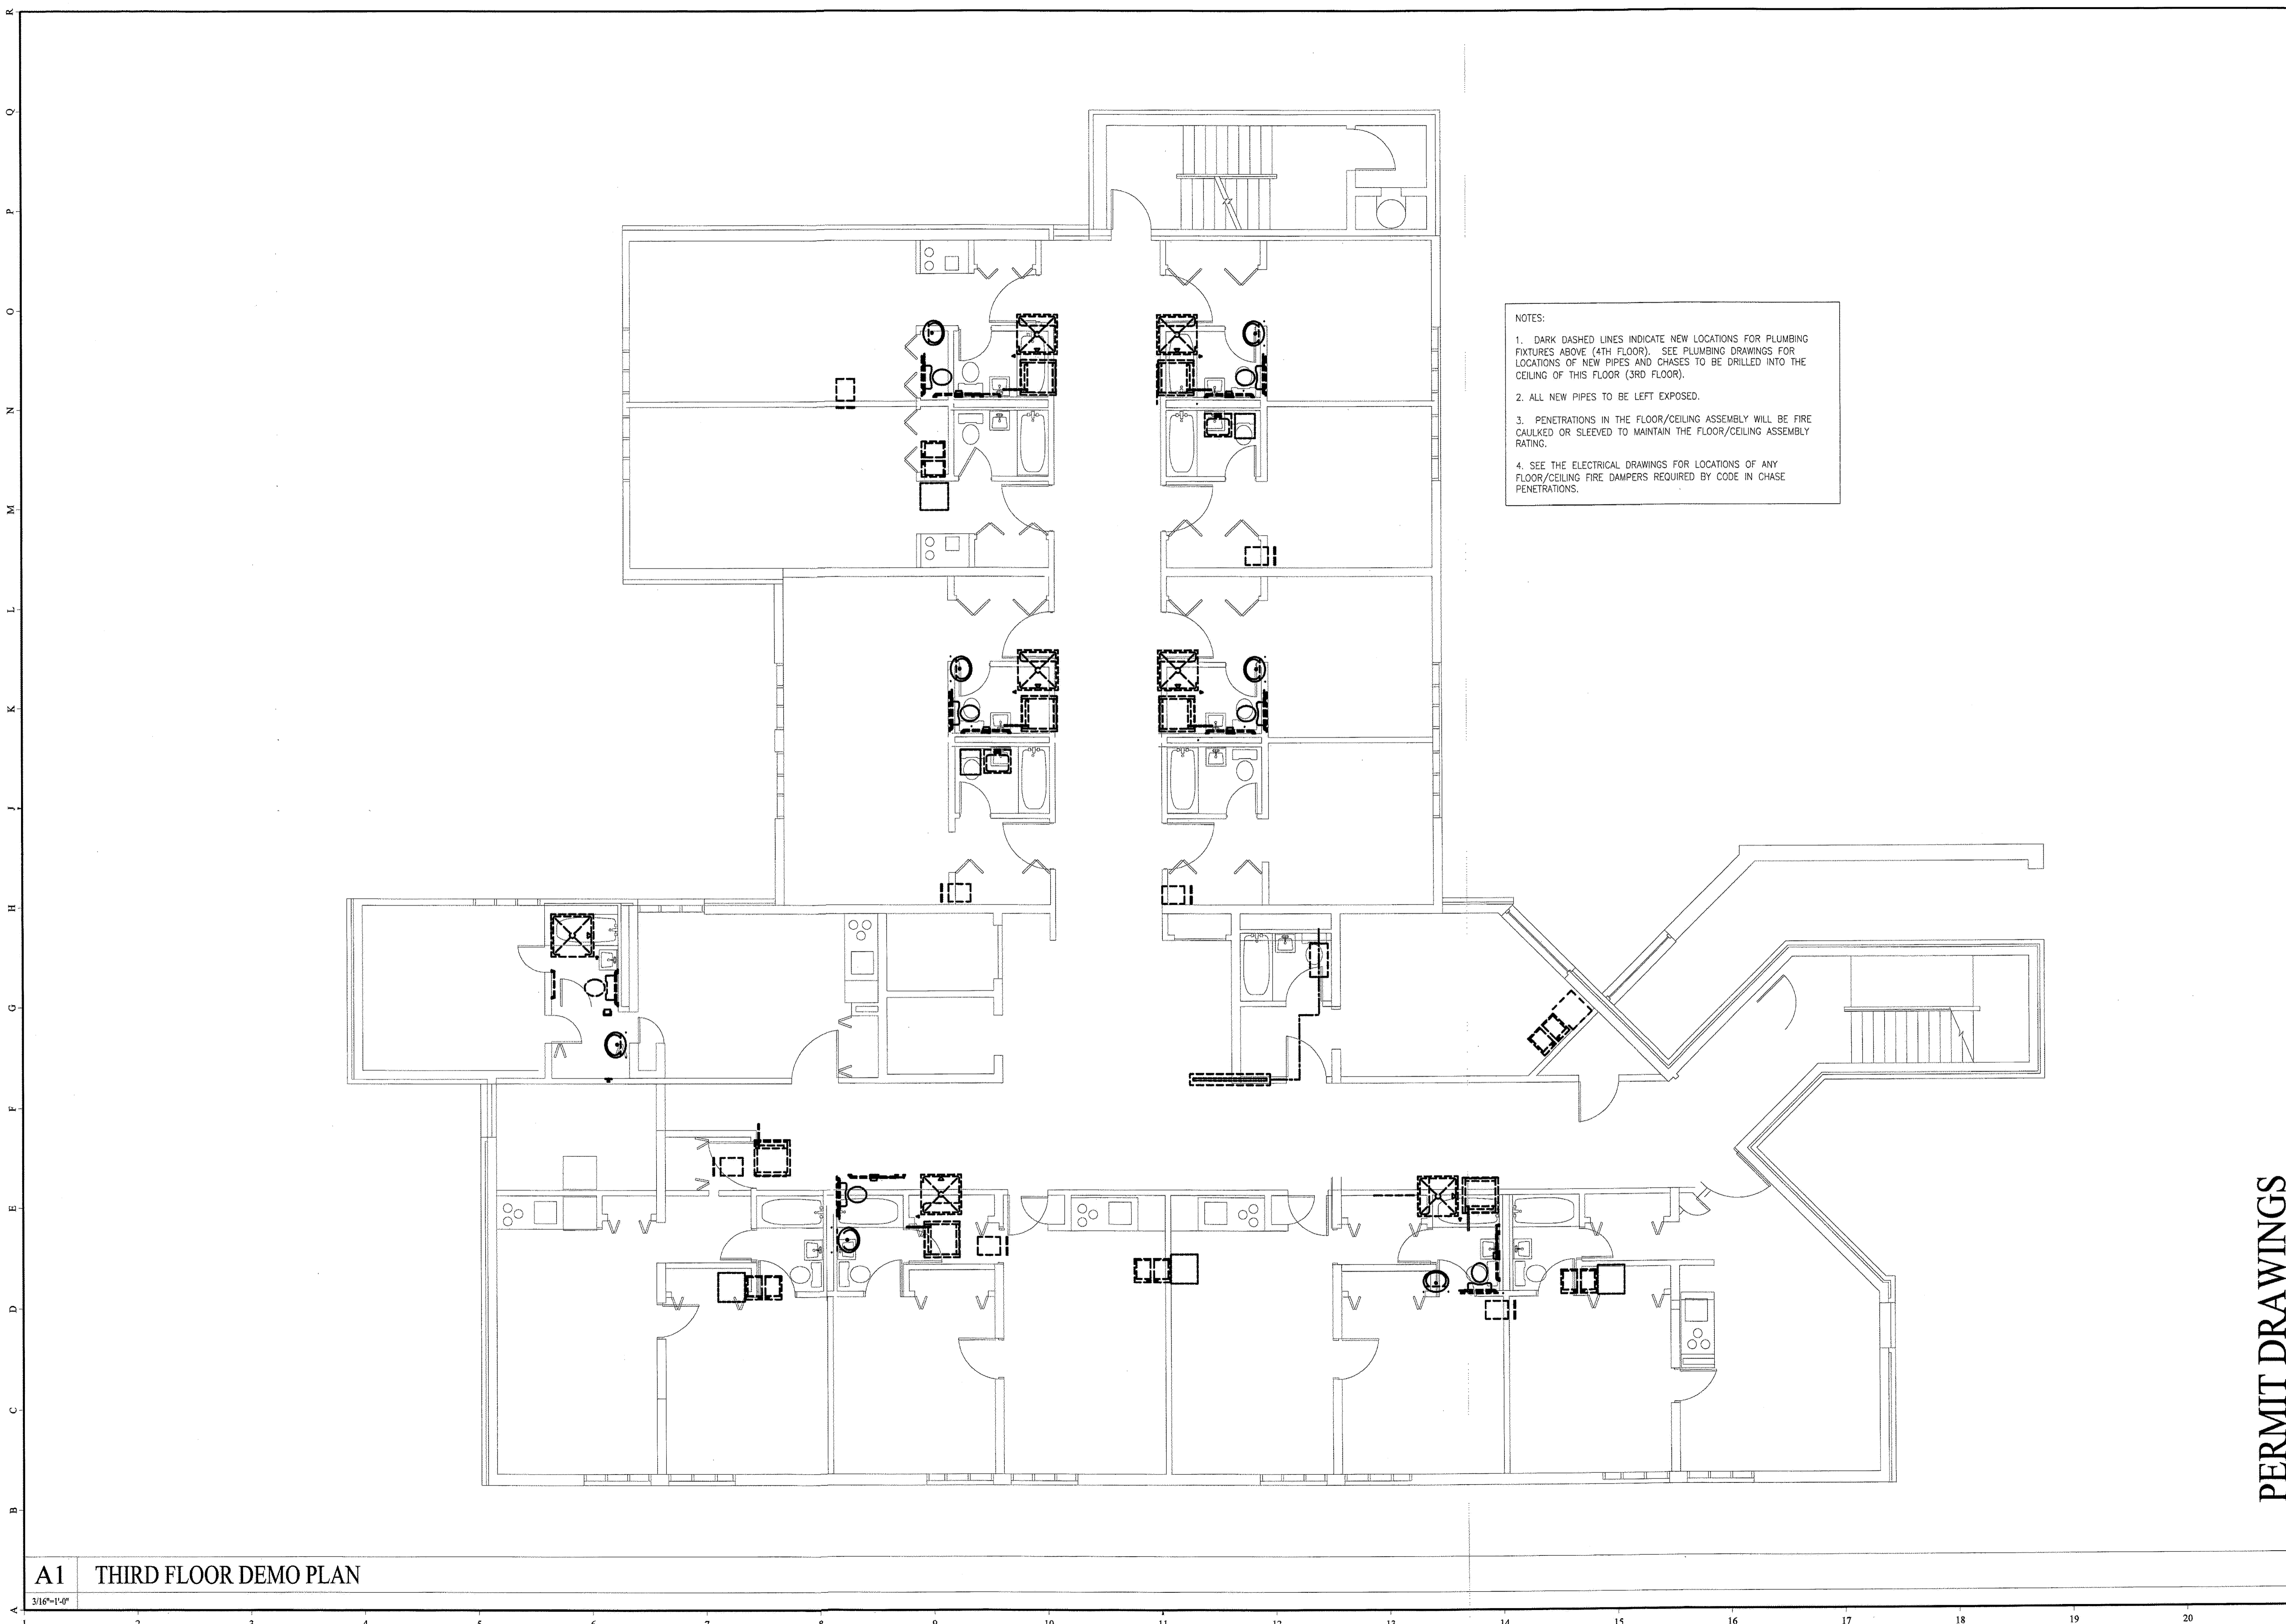 R
Q
P
O
N
M
L
K
J
H
G
F
E
D
C
B
A
NOTES:
1. DARK DASHED LINES INDICATE NEW LOCATIONS FOR PLUMBING
FIXTURES ABOVE (4TH FLOOR). SEE PLUMBING DRAWINGS FOR
LOCATIONS OF NEW PIPES AND CHASES TO BE DRILLED INTO THE
CEILING OF THIS FLOOR (3RD FLOOR).
2. ALL NEW PIPES TO BE LEFT EXPOSED.
3. PENETRATIONS IN THE FLOOR/CEILING ASSEMBLY WILL BE FIRE
CAULKED OR SLEEVED TO MAINTAIN THE FLOOR/CEILING ASSEMBLY
RATING.
4. SEE THE ELECTRICAL DRAWINGS FOR LOCATIONS OF ANY
FLOOR/CEILING FIRE DAMPERS REQUIRED BY CODE IN CHASE
PENETRATIONS.
PERMIT DRAWINGS
A1 THIRD FLOOR DEMO PLAN
3/16"=1'-0"
1 2 3 4 5 6 7 8 9 10 11 12 13 14 15 16 17 18 19 20